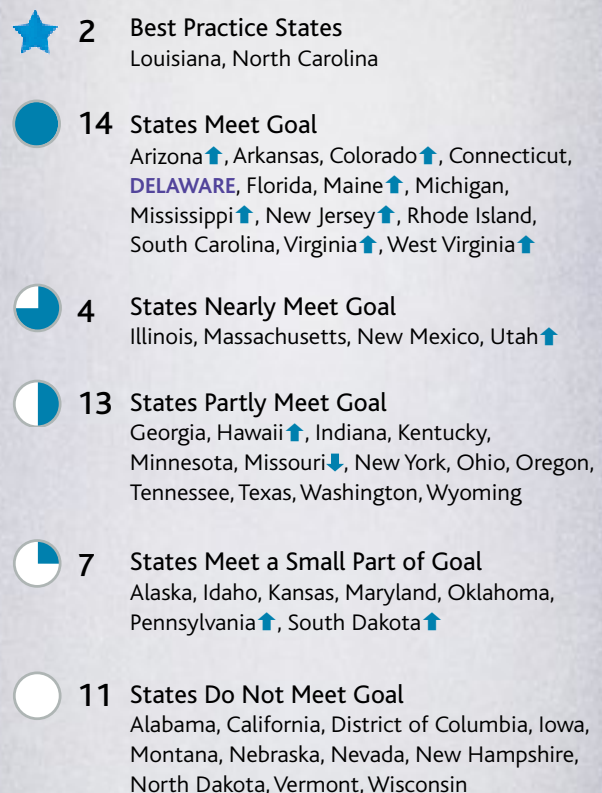 2 Best Practice States
Louisiana, North Carolina
14 States Meet Goal
Arizona⬆, Arkansas, Colorado⬆, Connecticut,
DELAWARE, Florida, Maine⬆, Michigan,
Mississippi⬆, New Jersey⬆, Rhode Island,
South Carolina, Virginia⬆, West Virginia⬆
4 States Nearly Meet Goal
Illinois, Massachusetts, New Mexico, Utah⬆
13 States Partly Meet Goal
Georgia, Hawaii⬆, Indiana, Kentucky,
Minnesota, Missouri⬇, New York, Ohio, Oregon,
Tennessee, Texas, Washington, Wyoming
7 States Meet a Small Part of Goal
Alaska, Idaho, Kansas, Maryland, Oklahoma,
Pennsylvania⬆, South Dakota⬆
11 States Do Not Meet Goal
Alabama, California, District of Columbia, Iowa,
Montana, Nebraska, Nevada, New Hampshire,
North Dakota, Vermont, Wisconsin